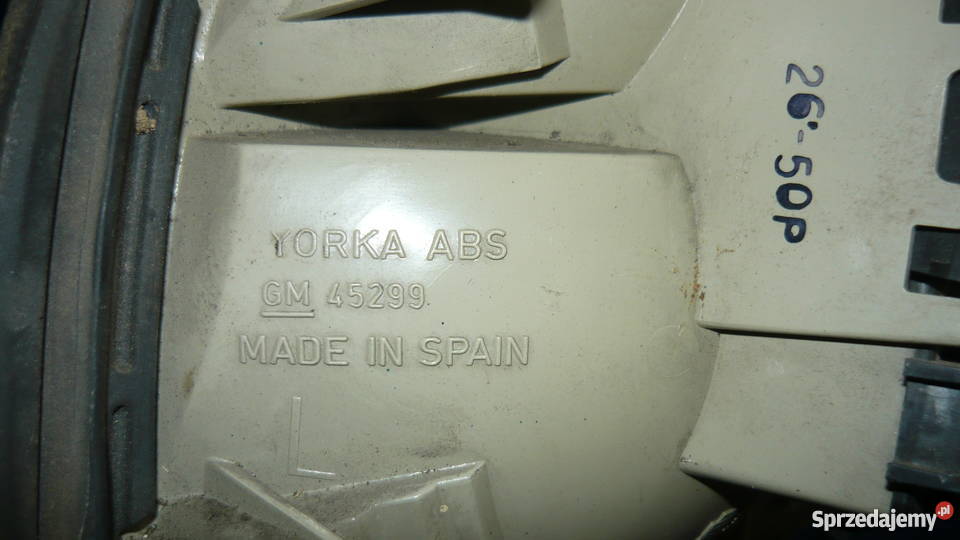 YORKA ABS
GM 45299
MADE IN SPAIN
L
26'-50P
Sprzedajemy.pl